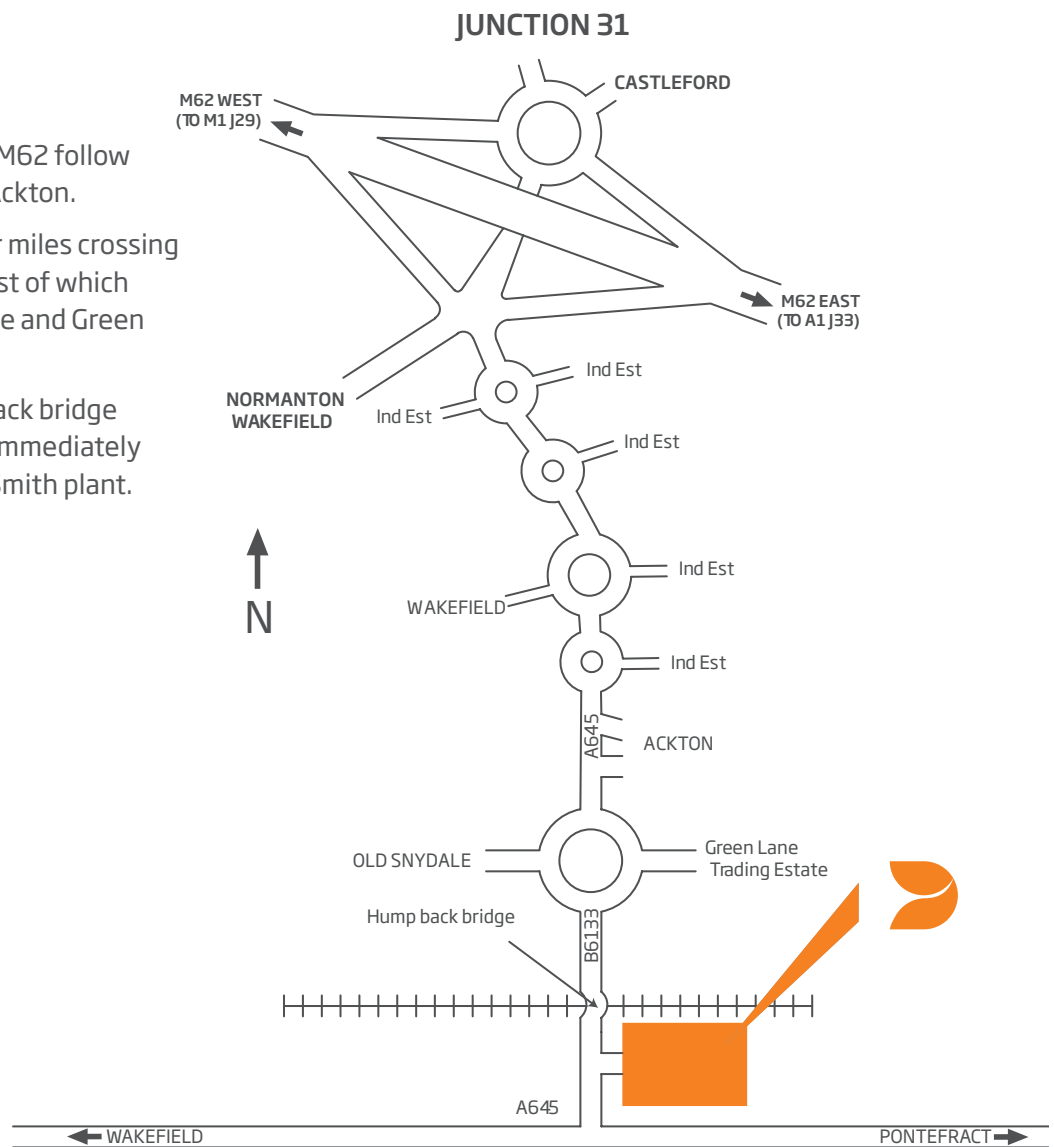 JUNCTION 31
CASTLEFORD
M62 WEST
(TO M1 J29)
M62 follow
miles crossing
st of which
e and Green
ack bridge
mmediately
mith plant.
M62 EAST
(TO A1 J33)
NORMANTON
WAKEFIELD
Ind Est
Ind Est
Ind Est
N
Ind Est
WAKEFIELD
Ind Est
A645
ACKTON
OLD SNYDALE
Green Lane
Trading Estate
Hump back bridge
B6133
A645
WAKEFIELD
PONTEFRACT